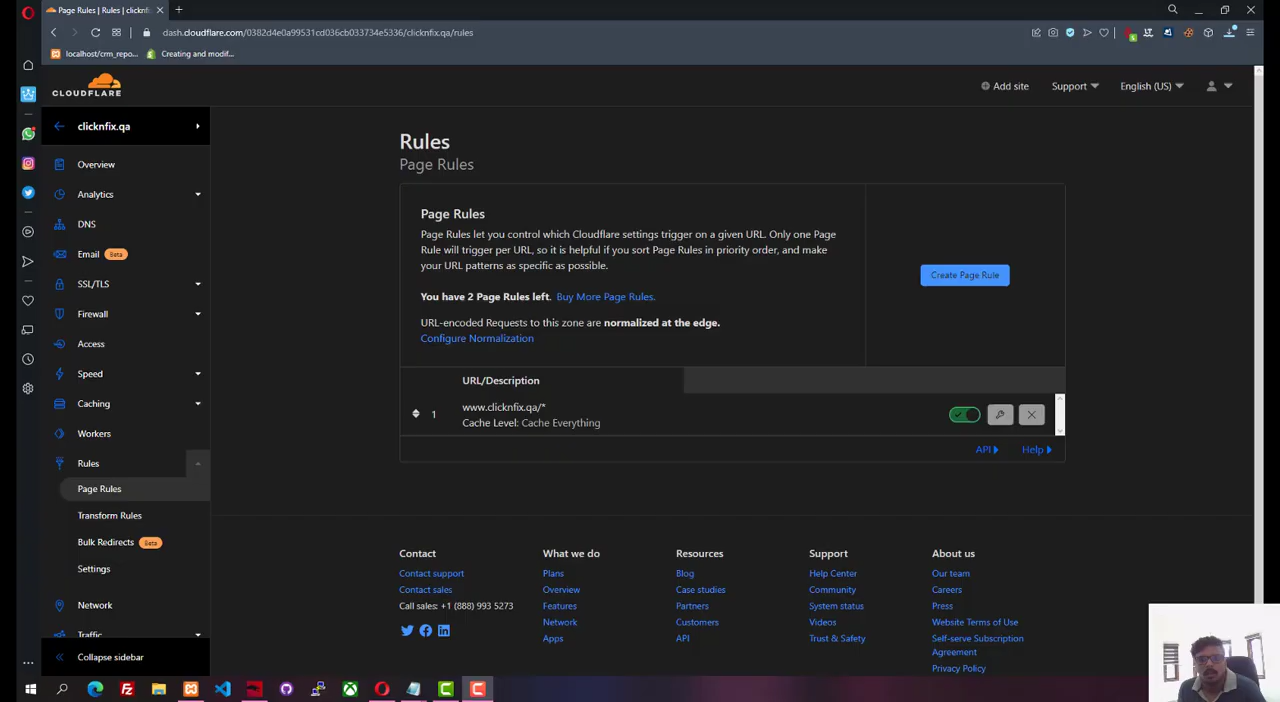 Page Rules | Rules | clicknfi
dash.cloudflare.com/0382d4e0a99531cd036cb033734e5336/clicknfix.qa/rules
localhost/crm_repo...
Creating and modif...
CLOUDFLARE
Add site
Support
English (US)
clicknfix.qa
Overview
Analytics
DNS
Email Beta
SSL/TLS
Firewall
Access
Speed
Caching
Workers
Rules
Page Rules
Transform Rules
Bulk Redirects Beta
Settings
Network
Traffic
Collapse sidebar
Rules
Page Rules
Page Rules
Page Rules let you control which Cloudflare settings trigger on a given URL. Only one Page
Rule will trigger per URL, so it is helpful if you sort Page Rules in priority order, and make
your URL patterns as specific as possible.
You have 2 Page Rules left. Buy More Page Rules.
URL-encoded Requests to this zone are normalized at the edge.
Configure Normalization
Create Page Rule
URL/Description
1
www.clicknfix.qa/*
Cache Level: Cache Everything
API
Help
Contact
Contact support
Contact sales
Call sales: +1 (888) 993 5273
What we do
Plans
Overview
Features
Network
Apps
Resources
Blog
Case studies
Partners
Customers
API
Support
Help Center
Community
System status
Videos
Trust & Safety
About us
Our team
Careers
Press
Website Terms of Use
Self-serve Subscription
Agreement
Privacy Policy